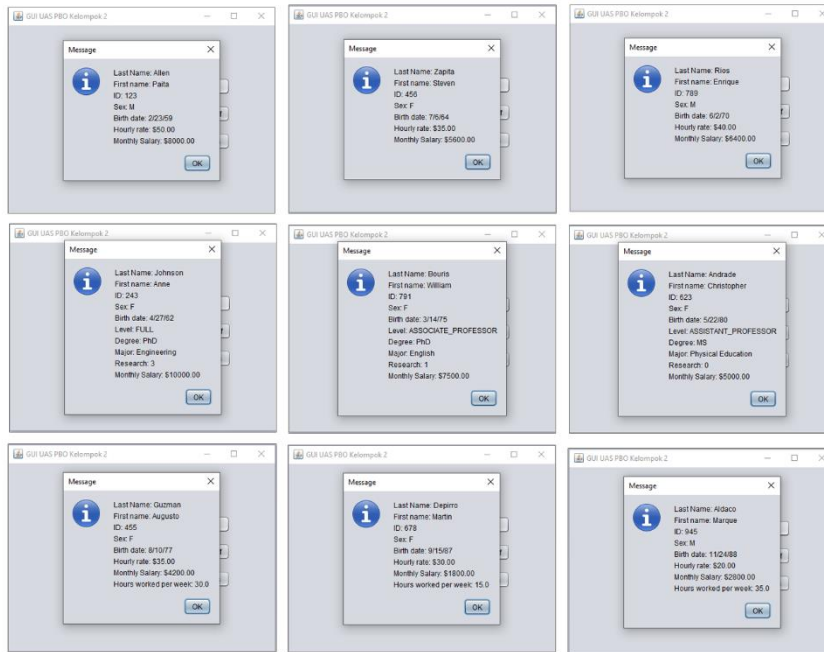 GUI UAS PBO Kelompok 2
Message
Last Name: Allen
First name: Paita
ID: 123
Sex: M
Birth date: 2/23/59
Hourly rate: $50.00
Monthly Salary: $8000.00
OK
GUI UAS PBO Kelompok 2
Message
Last Name: Zapita
First name: Steven
ID: 456
Sex: F
Birth date: 7/6/64
Hourly rate: $35.00
Monthly Salary: $5600.00
OK
GUI UAS PBO Kelompok 2
Message
Last Name: Rios
First name: Enrique
ID: 789
Sex: M
Birth date: 6/2/70
Hourly rate: $40.00
Monthly Salary: $6400.00
OK
GUI UAS PBO Kelompok 2
Message
Last Name: Johnson
First name: Anne
ID: 243
Sex: F
Birth date: 4/27/62
Level: FULL
Degree: PhD
Major: Engineering
Research: 3
Monthly Salary: $10000.00
OK
GUI UAS PBO Kelompok 2
Message
Last Name: Bouris
First name: William
ID: 791
Sex: F
Birth date: 3/14/75
Level: ASSOCIATE_PROFESSOR
Degree: PhD
Major: English
Research: 1
Monthly Salary: $7500.00
OK
GUI UAS PBO Kelompok 2
Message
Last Name: Andrade
First name: Christopher
ID: 623
Sex: F
Birth date: 5/22/80
Level: ASSISTANT_PROFESSOR
Degree: MS
Major: Physical Education
Research: 0
Monthly Salary: $5000.00
OK
GUI UAS PBO Kelompok 2
Message
Last Name: Guzman
First name: Augusto
ID: 455
Sex: F
Birth date: 8/10/77
Hourly rate: $35.00
Monthly Salary: $4200.00
Hours worked per week: 30.0
OK
GUI UAS PBO Kelompok 2
Message
Last Name: Depirro
First name: Martin
ID: 678
Sex: F
Birth date: 9/15/87
Hourly rate: $30.00
Monthly Salary: $1800.00
Hours worked per week: 15.0
OK
GUI UAS PBO Kelompok 2
Message
Last Name: Aldaco
First name: Marque
ID: 945
Sex: M
Birth date: 11/24/88
Hourly rate: $20.00
Monthly Salary: $2800.00
Hours worked per week: 35.0
OK